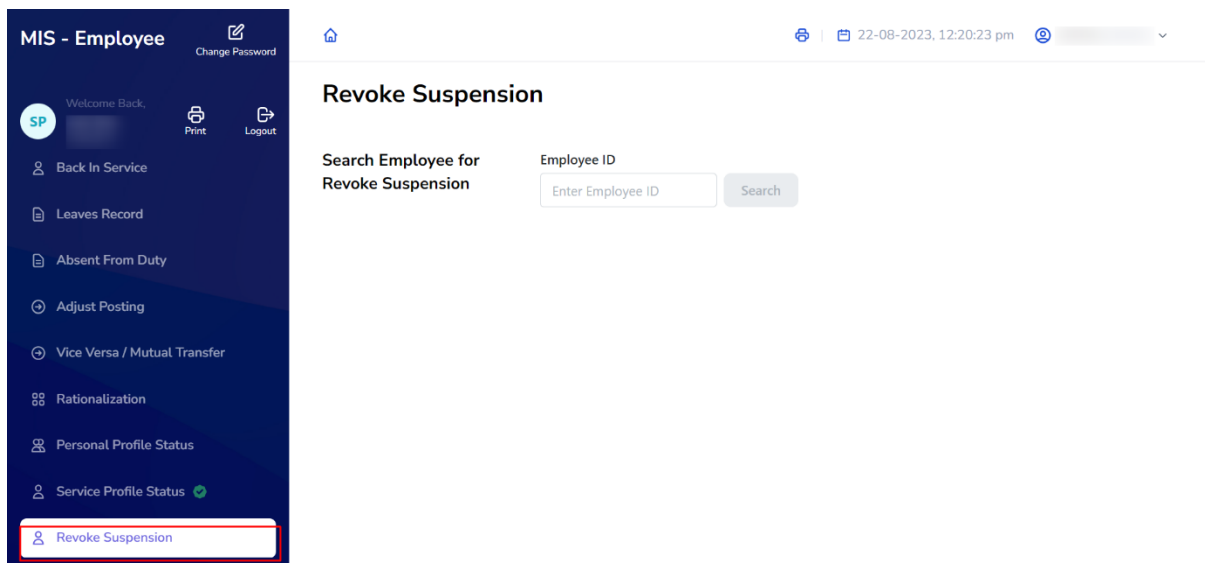 MIS - Employee
Change Password
22-08-2023, 12:20:23 pm
Welcome Back,
SP
Print
Logout
Back In Service
Leaves Record
Absent From Duty
Adjust Posting
Vice Versa / Mutual Transfer
Rationalization
Personal Profile Status
Service Profile Status
Revoke Suspension
Revoke Suspension
Search Employee for
Revoke Suspension
Employee ID
Enter Employee ID
Search